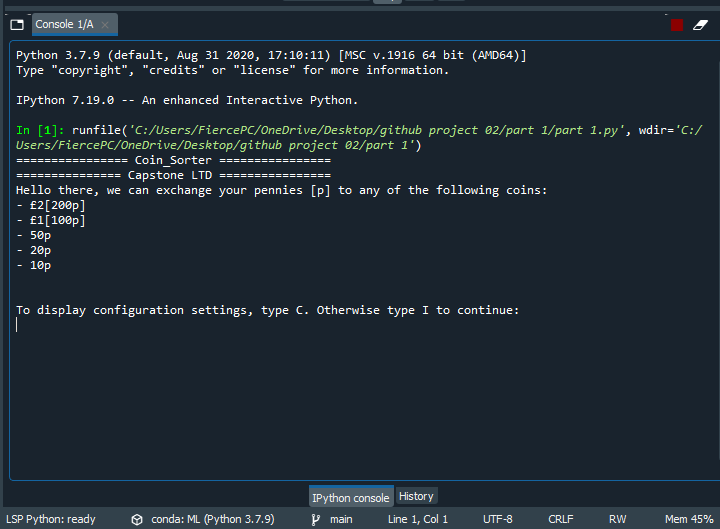 Console 1/A
Python 3.7.9 (default, Aug 31 2020, 17:10:11) [MSC v.1916 64 bit (AMD64)]
Type "copyright", "credits" or "license" for more information.
IPython 7.19.0 -- An enhanced Interactive Python.
In [1]: runfile('C:/Users/FiercePC/OneDrive/Desktop/github project 02/part 1/part 1.py', wdir='C:/
Users/FiercePC/OneDrive/Desktop/github project 02/part 1')
================ Coin_Sorter ================
=============== Capstone LTD ================
Hello there, we can exchange your pennies [p] to any of the following coins:
- £2[200p]
- £1[100p]
- 50p
- 20p
- 10p
To display configuration settings, type C. Otherwise type I to continue:
IPython console History
LSP Python: ready conda: ML (Python 3.7.9) main Line 1, Col 1 UTF-8 CRLF RW Mem 45%